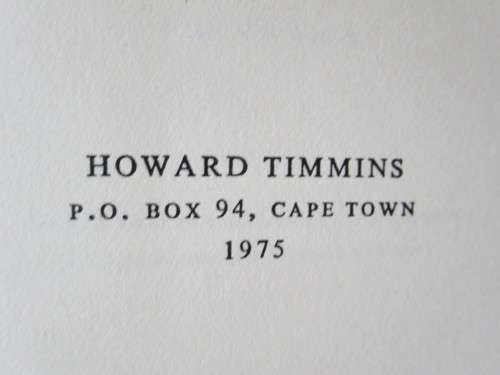 HOWARD TIMMINS
P.O. BOX 94, CAPE TOWN
1975